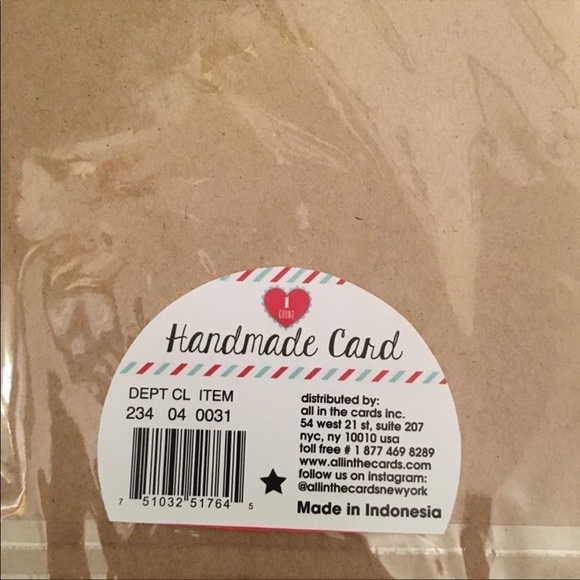 1
COUNT
Handmade Card
DEPT CL ITEM
234 04 0031
7 51032 51764 5
distributed by:
all in the cards inc.
54 west 21 st, suite 207
nyc, ny 10010 usa
toll free # 1 877 469 8289
www.allinthecards.com
follow us on instagram:
@allinthecardsnewyork
Made in Indonesia